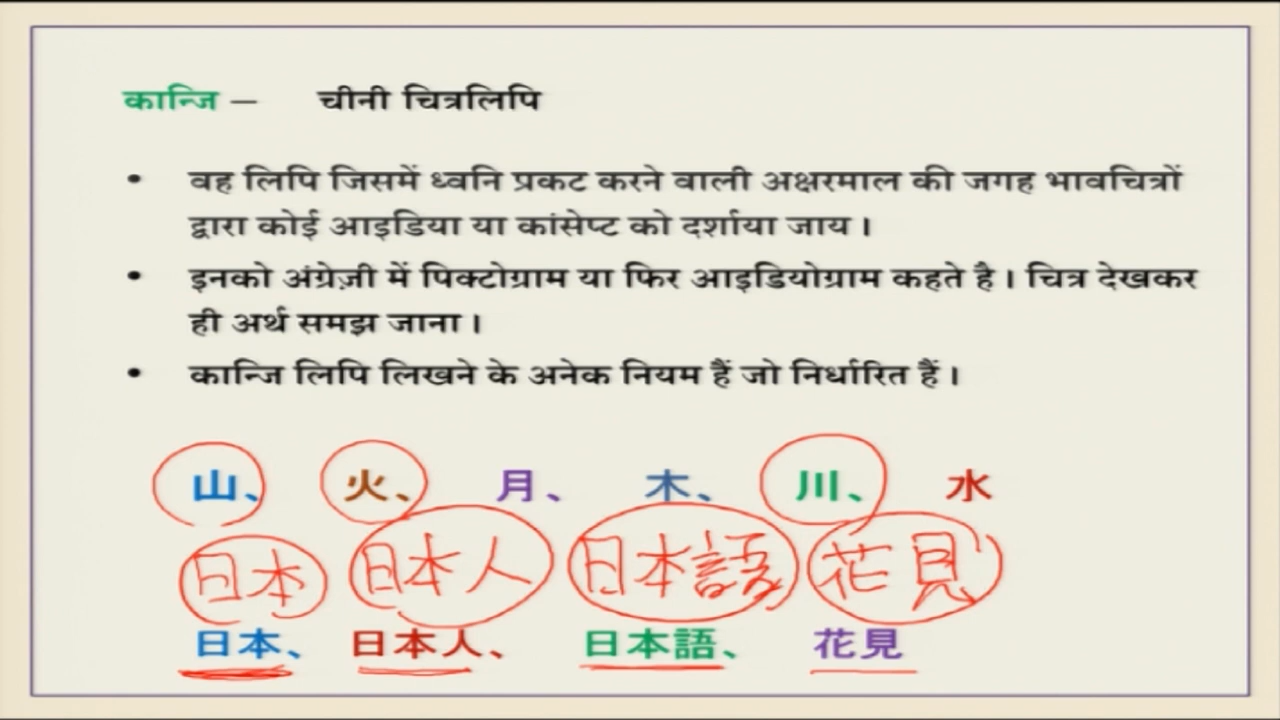 कान्जि – चीनी चित्रलिपि
• वह लिपि जिसमें ध्वनि प्रकट करने वाली अक्षरमाल की जगह भावचित्रों
द्वारा कोई आइडिया या कांसेप्ट को दर्शाया जाय ।
• इनको अंग्रेज़ी में पिक्टोग्राम या फिर आइडियोग्राम कहते है । चित्र देखकर
ही अर्थ समझ जाना ।
• कान्जि लिपि लिखने के अनेक नियम हैं जो निर्धारित हैं ।
山、 火、 月、 木、 川、 水
日本 日本人 日本語 花見
日本、 日本人、 日本語、 花見